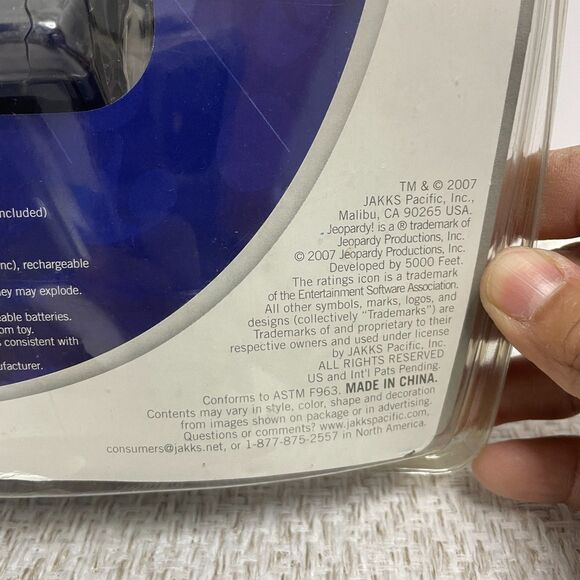 ncluded)
nc), rechargeable
ey may explode.
able batteries.
om toy.
s consistent with
ufacturer.
TM & © 2007
JAKKS Pacific, Inc.,
Malibu, CA 90265 USA.
Jeopardy! is a ® trademark of
Jeopardy Productions, Inc.
© 2007 Jeopardy Productions, Inc.
Developed by 5000 Feet.
The ratings icon is a trademark
of the Entertainment Software Association.
All other symbols, marks, logos, and
designs (collectively "Trademarks") are
Trademarks of and proprietary to their
respective owners and used under license
by JAKKS Pacific, Inc.
ALL RIGHTS RESERVED
US and Int'l Pats Pending.
Conforms to ASTM F963. MADE IN CHINA.
Contents may vary in style, color, shape and decoration
from images shown on package or in advertising.
Questions or comments? www.jakkspacific.com,
consumers@jakks.net, or 1-877-875-2557 in North America.